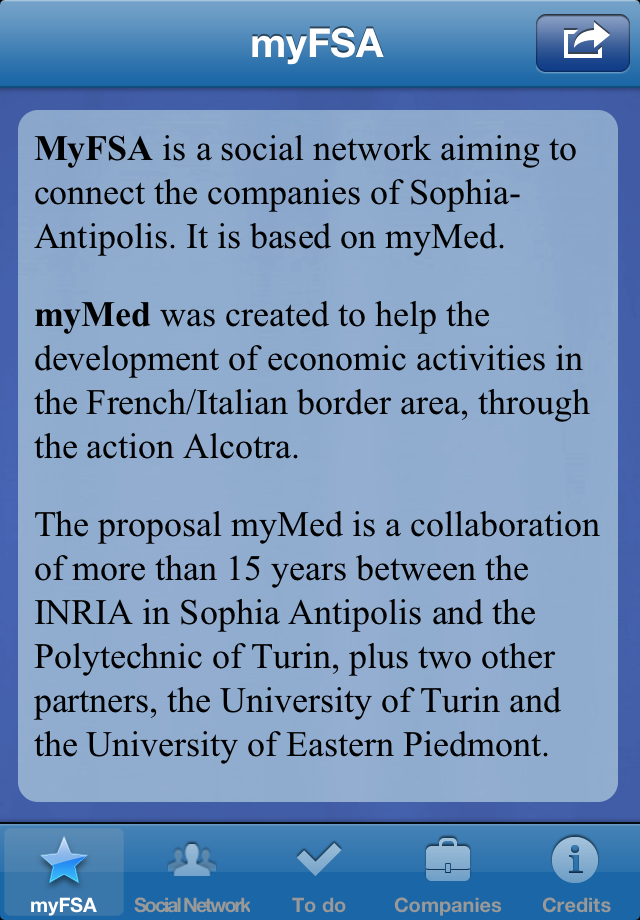 myFSA
MyFSA is a social network aiming to
connect the companies of Sophia-
Antipolis. It is based on myMed.
myMed was created to help the
development of economic activities in
the French/Italian border area, through
the action Alcotra.
The proposal myMed is a collaboration
of more than 15 years between the
INRIA in Sophia Antipolis and the
Polytechnic of Turin, plus two other
partners, the University of Turin and
the University of Eastern Piedmont.
myFSA Social Network To do Companies Credits